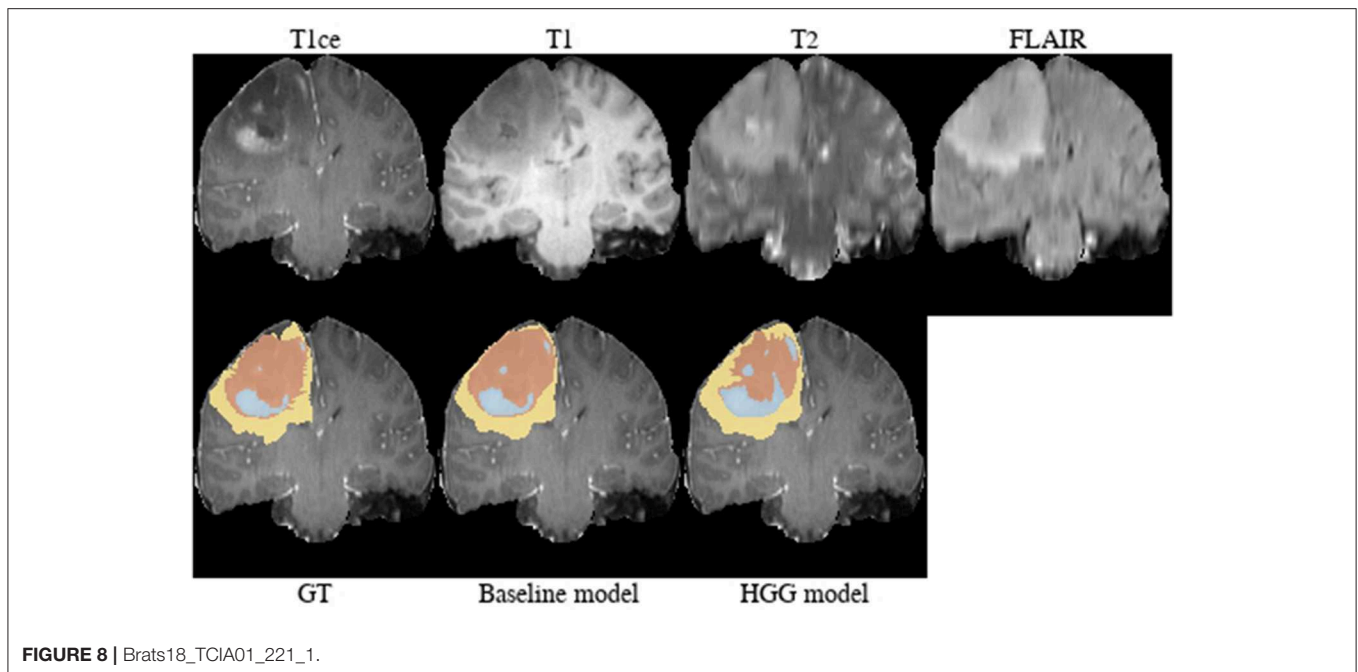 T1ce T1 T2 FLAIR
GT Baseline model HGG model
FIGURE 8 | Brats18_TCIA01_221_1.